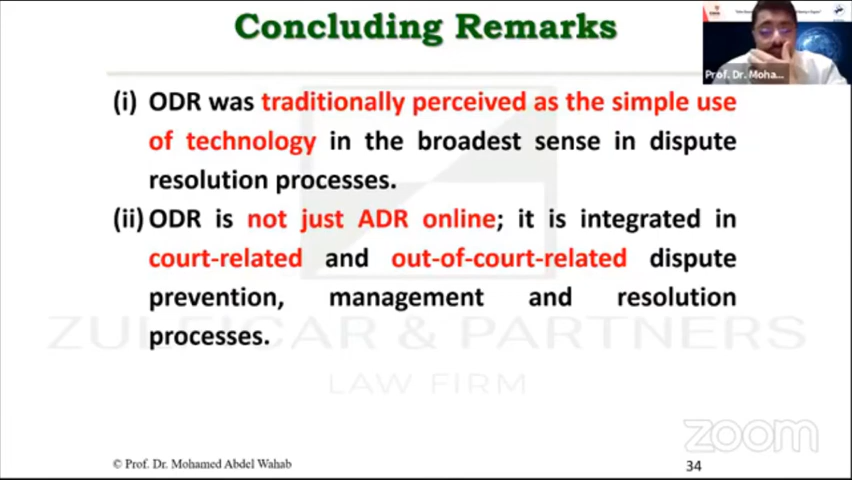 Concluding Remarks
Prof. Dr. Moha...
(i) ODR was traditionally perceived as the simple use
of technology in the broadest sense in dispute
resolution processes.
(ii) ODR is not just ADR online; it is integrated in
court-related and out-of-court-related dispute
prevention, management and resolution
processes.
ZULFICAR & PARTNERS
LAW FIRM
zoom
© Prof. Dr. Mohamed Abdel Wahab
34